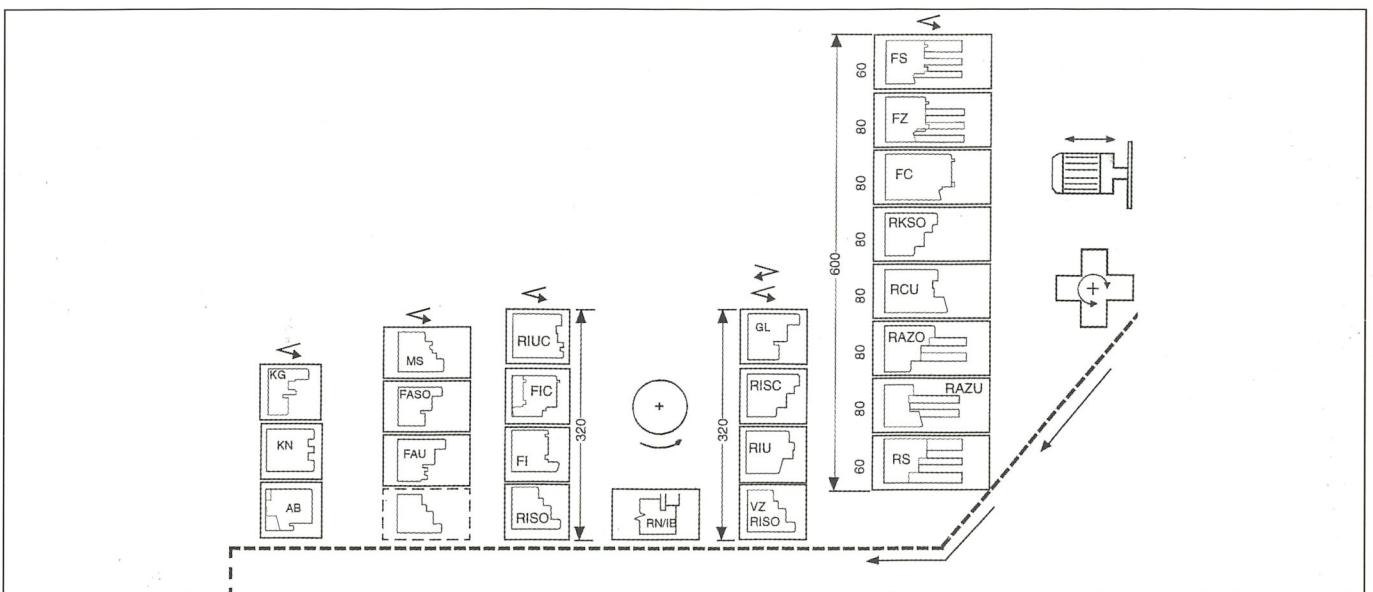 FS
60
FZ
80
FC
80
RKSO
80
600
RCU
80
RAZO
80
RAZU
80
RS
60
GL
RISC
320
RIU
VZ
RISO
RN/IB
RIUC
FIC
320
FI
RISO
MS
FASO
FAU
KG
KN
AB